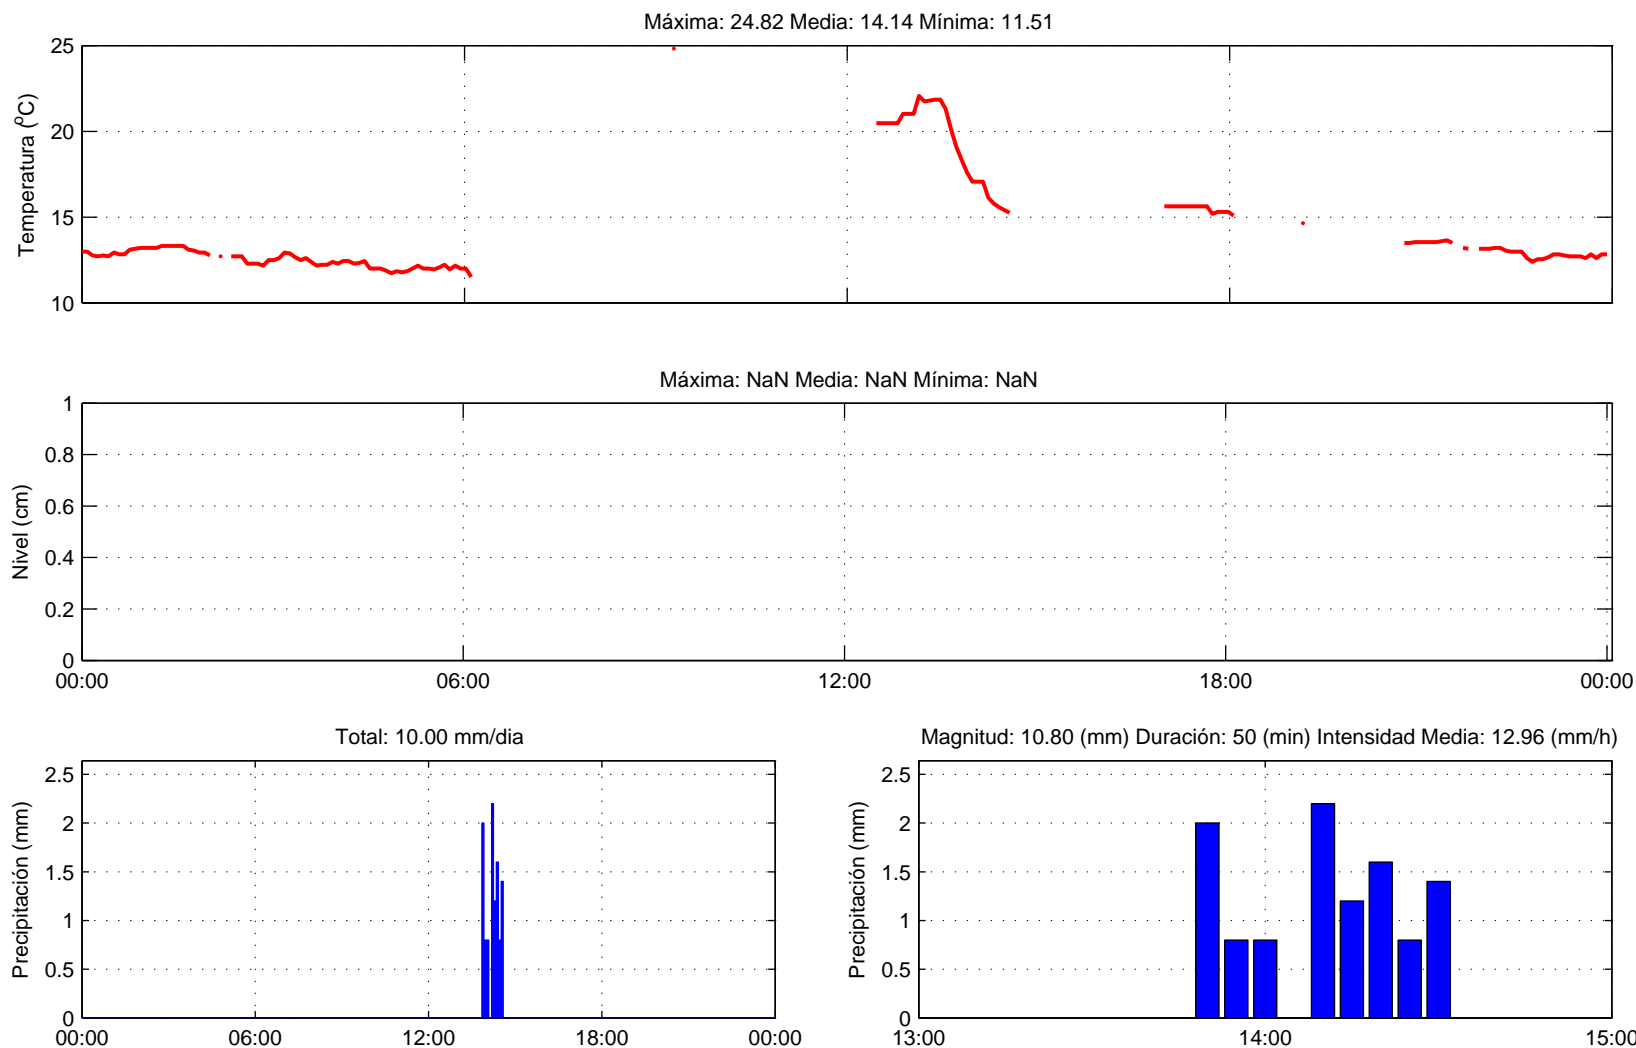 Máxima: 24.82 Media: 14.14 Mínima: 11.51
25
20
15
10
Temperatura (ºC)
Máxima: NaN Media: NaN Mínima: NaN
1
0.8
0.6
0.4
0.2
0
Nivel (cm)
00:00 06:00 12:00 18:00 00:00
Total: 10.00 mm/dia
2.5
2
1.5
1
0.5
0
Precipitación (mm)
00:00 06:00 12:00 18:00 00:00
Magnitud: 10.80 (mm) Duración: 50 (min) Intensidad Media: 12.96 (mm/h)
2.5
2
1.5
1
0.5
0
Precipitación (mm)
13:00 14:00 15:00